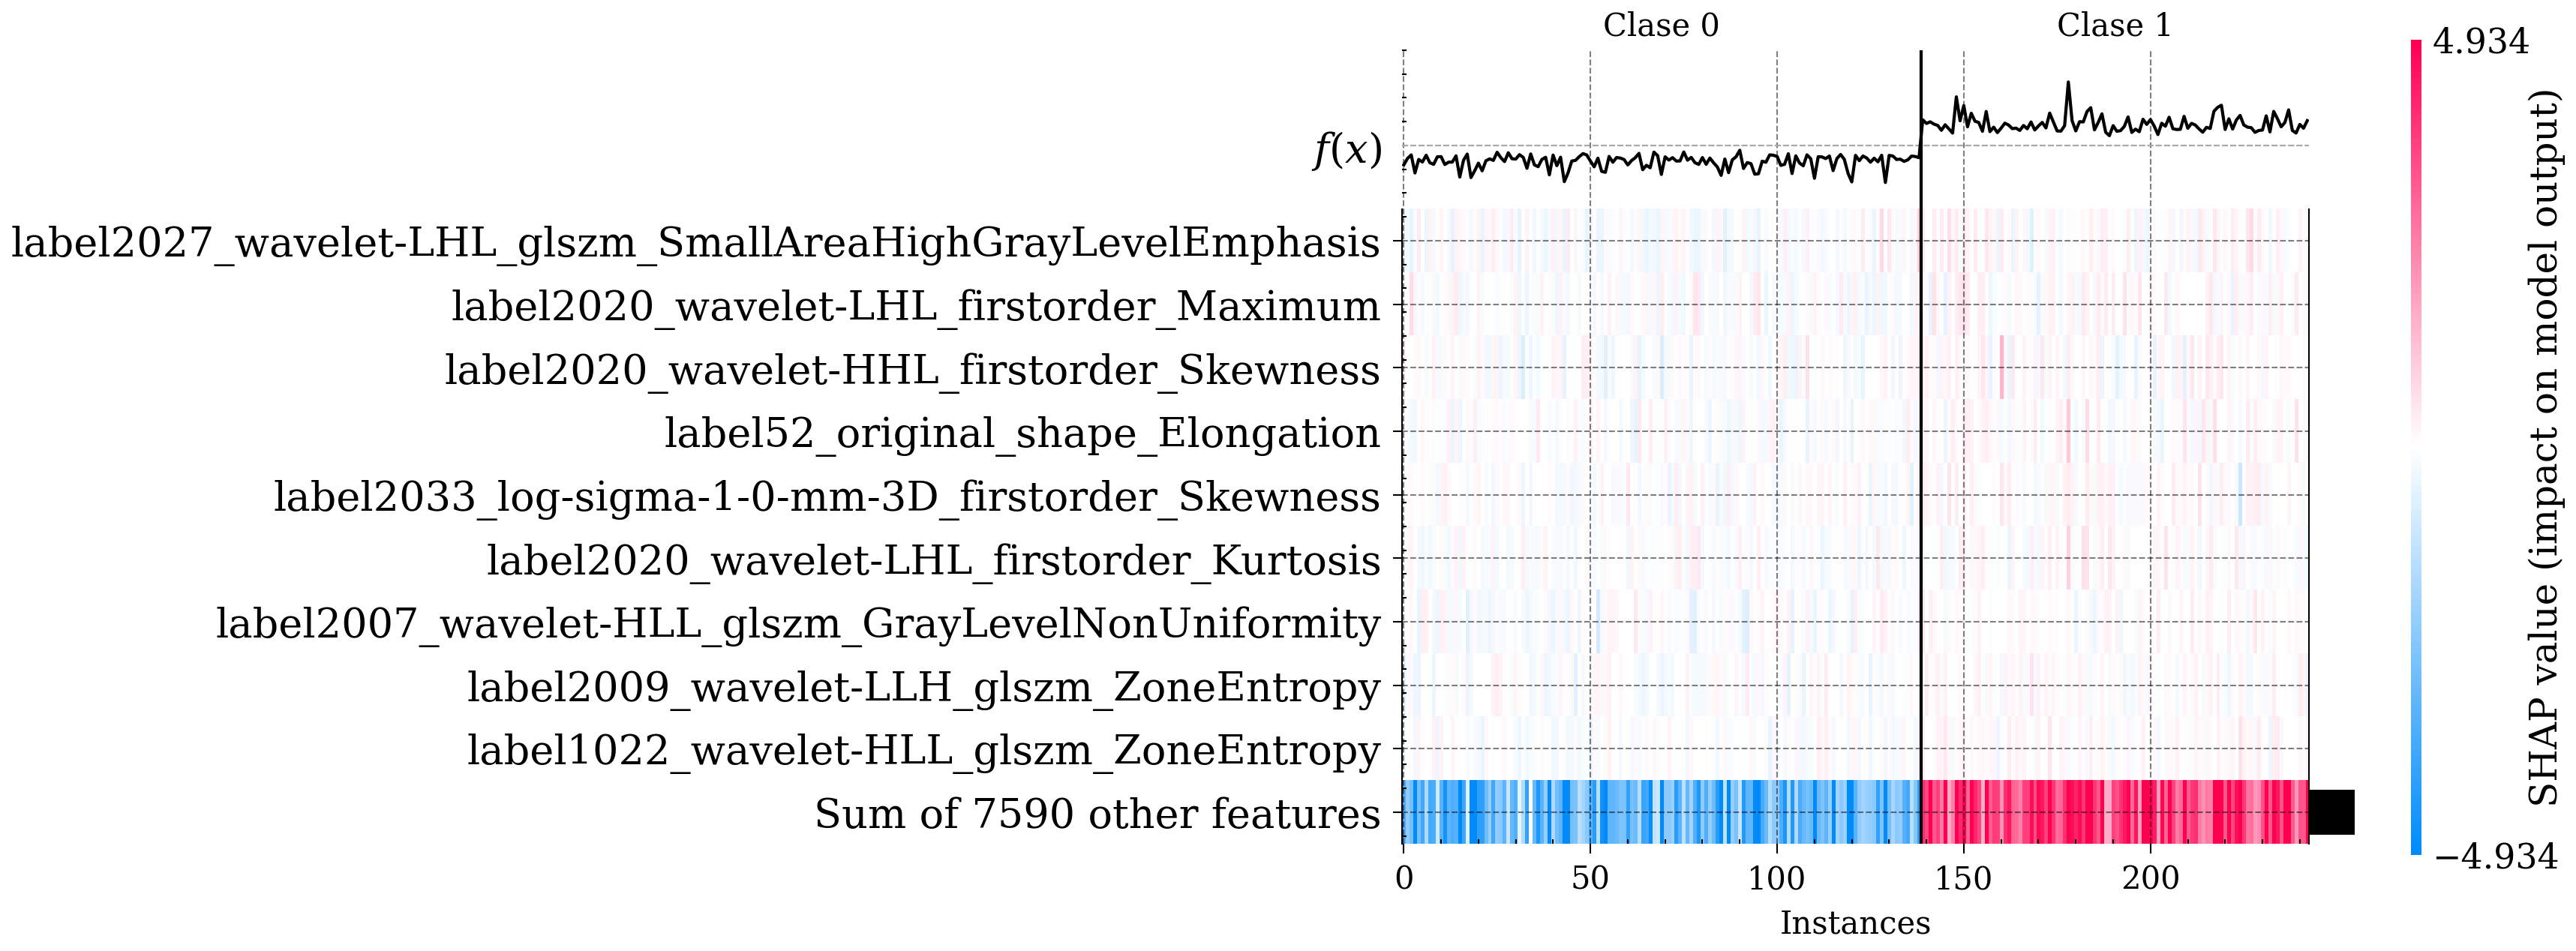 Clase 0
Clase 1
f(x)
label2027_wavelet-LHL_glszm_SmallAreaHighGrayLevelEmphasis
label2020_wavelet-LHL_firstorder_Maximum
label2020_wavelet-HHL_firstorder_Skewness
label52_original_shape_Elongation
label2033_log-sigma-1-0-mm-3D_firstorder_Skewness
label2020_wavelet-LHL_firstorder_Kurtosis
label2007_wavelet-HLL_glszm_GrayLevelNonUniformity
label2009_wavelet-LLH_glszm_ZoneEntropy
label1022_wavelet-HLL_glszm_ZoneEntropy
Sum of 7590 other features
0
50
100
150
200
Instances
4.934
−4.934
SHAP value (impact on model output)